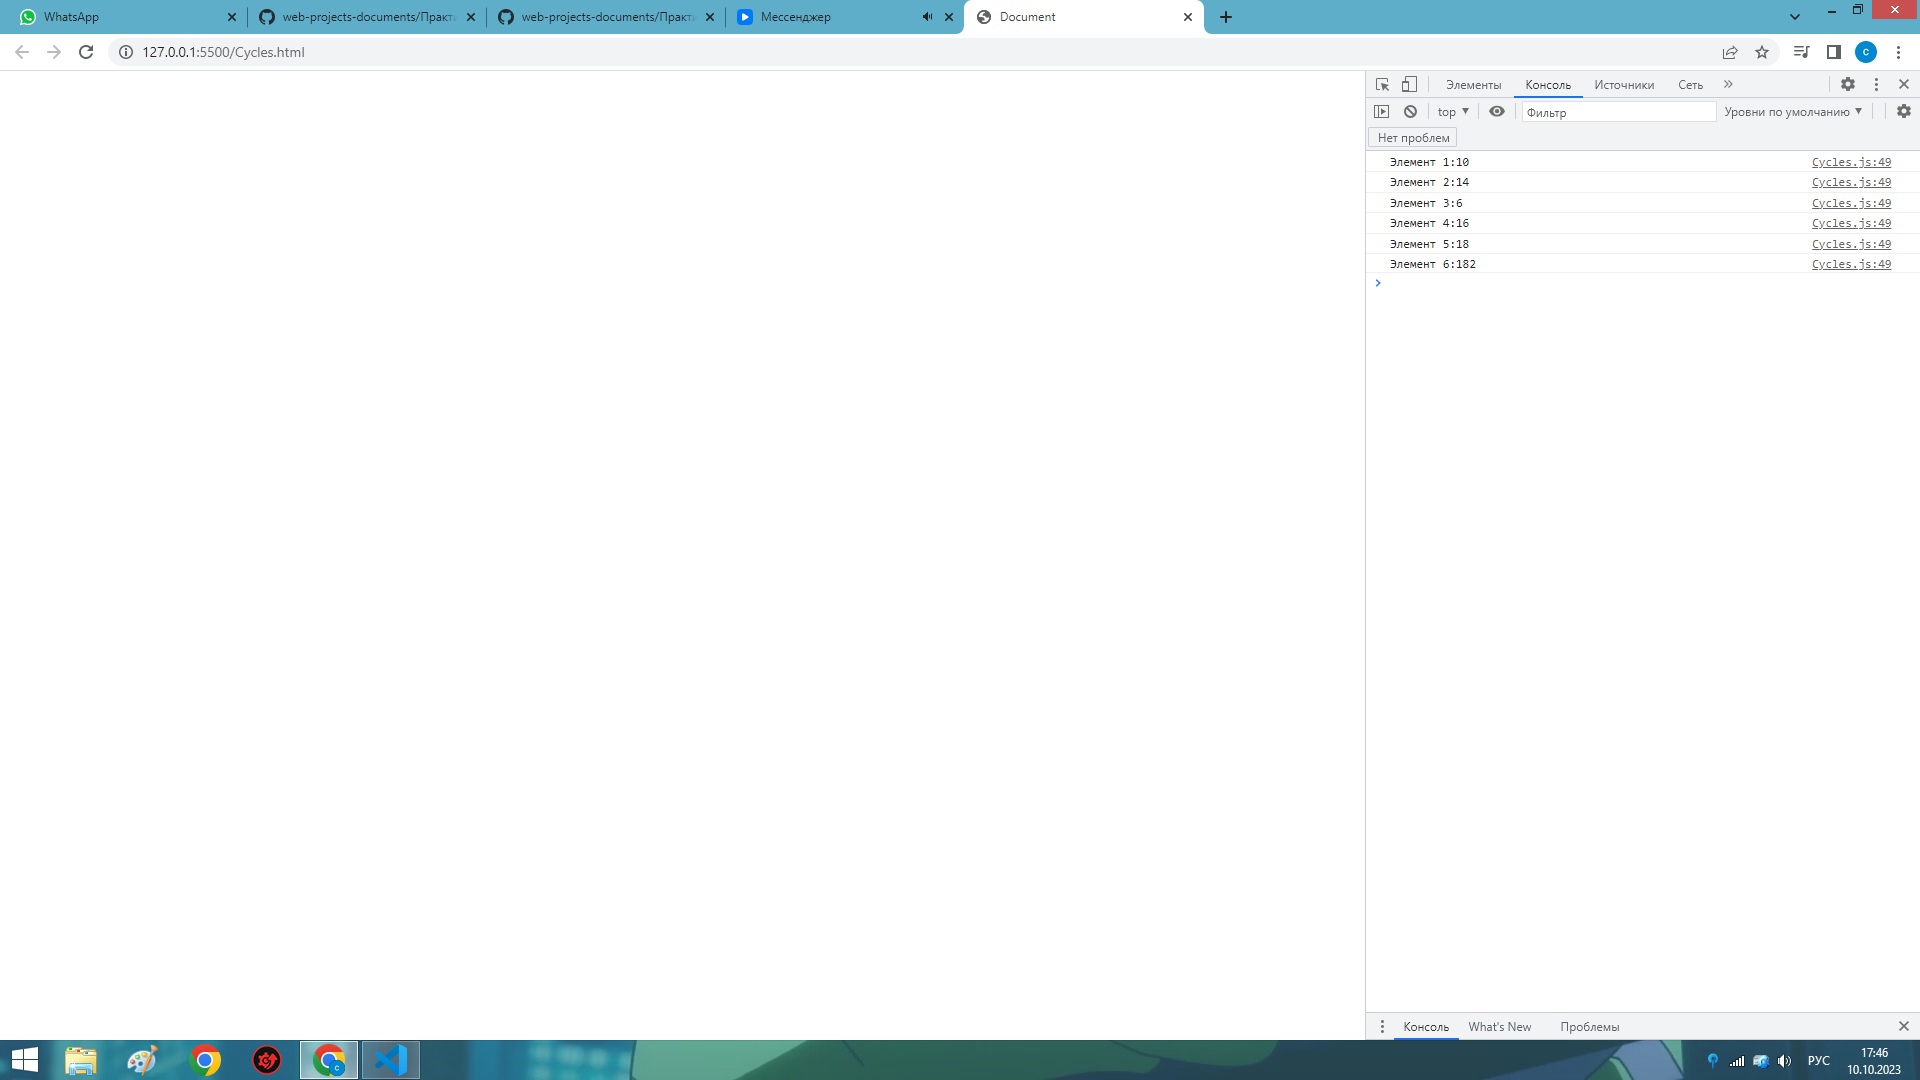 WhatsApp
web-projects-documents/Практи
web-projects-documents/Практи
Мессенджер
Document
127.0.0.1:5500/Cycles.html
c
Элементы Консоль Источники Сеть
top Фильтр Уровни по умолчанию
Нет проблем
Элемент 1:10 Cycles.js:49
Элемент 2:14 Cycles.js:49
Элемент 3:6 Cycles.js:49
Элемент 4:16 Cycles.js:49
Элемент 5:18 Cycles.js:49
Элемент 6:182 Cycles.js:49
Консоль What's New Проблемы
c
РУС
17:46
10.10.2023